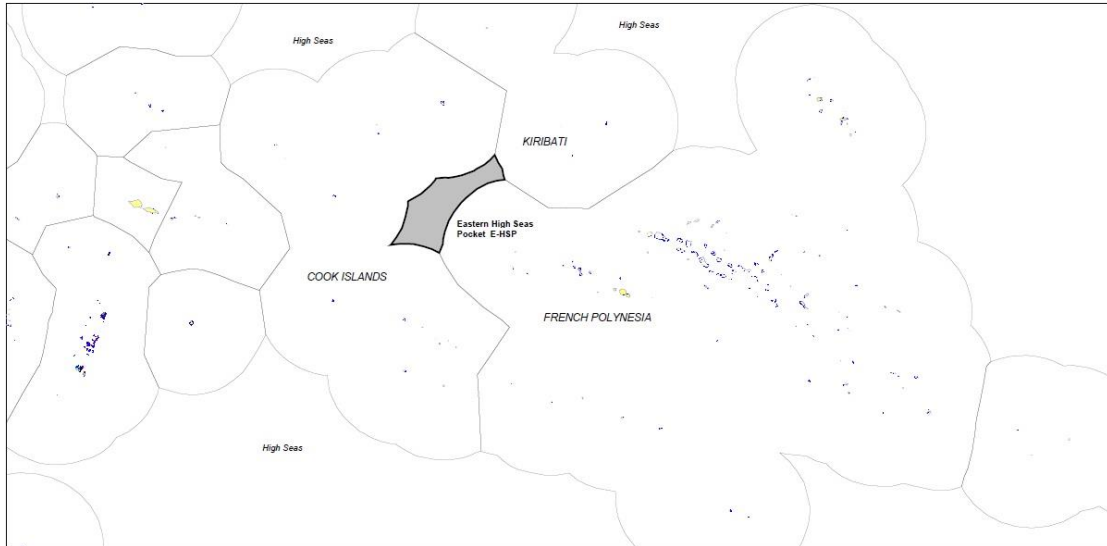 High Seas
High Seas
KIRIBATI
Eastern High Seas
Pocket E-HSP
COOK ISLANDS
FRENCH POLYNESIA
High Seas